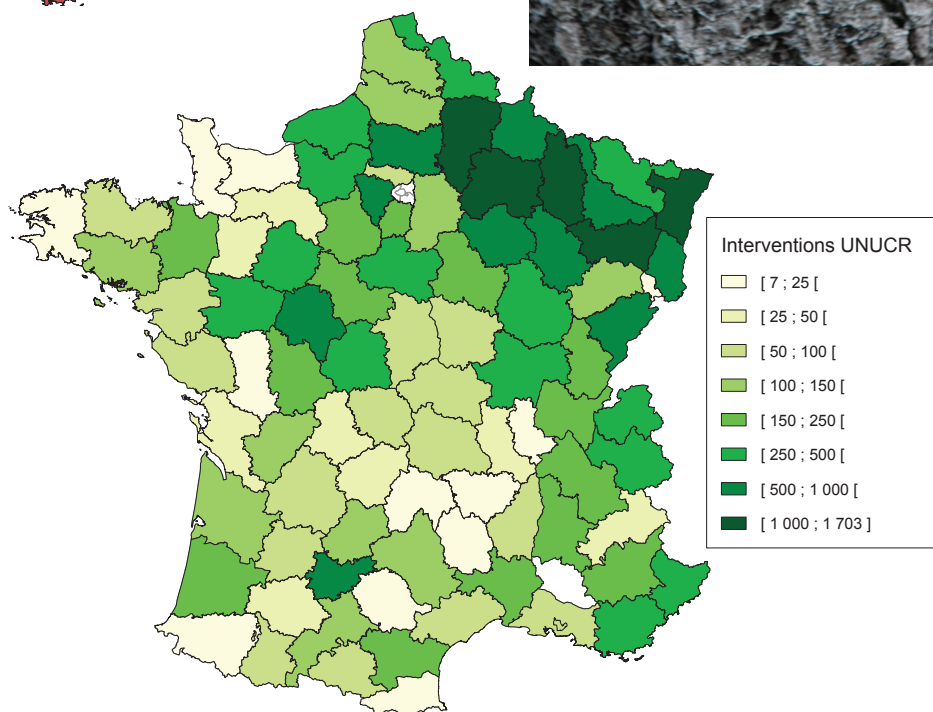 Interventions UNUCR
[ 7 ; 25 [
[ 25 ; 50 [
[ 50 ; 100 [
[ 100 ; 150 [
[ 150 ; 250 [
[ 250 ; 500 [
[ 500 ; 1 000 [
[ 1 000 ; 1 703 ]